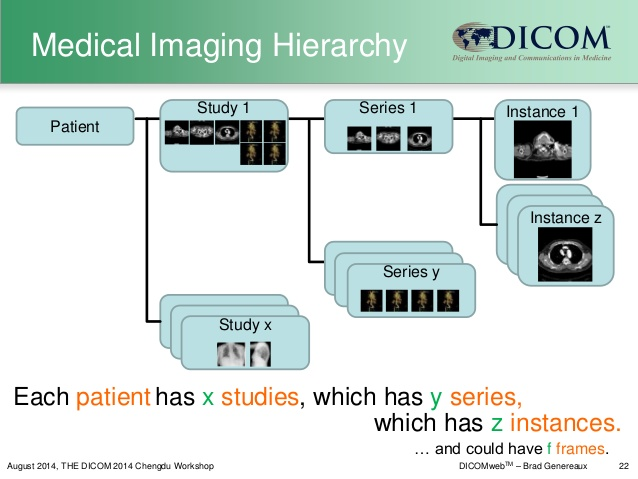 Medical Imaging Hierarchy
DICOM™
Digital Imaging and Communications in Medicine
Patient
Study 1
Series 1
Instance 1
Instance z
Series y
Study x
Each patient has x studies, which has y series,
which has z instances.
… and could have f frames.
August 2014, THE DICOM 2014 Chengdu Workshop
DICOMweb™ – Brad Genereaux
22